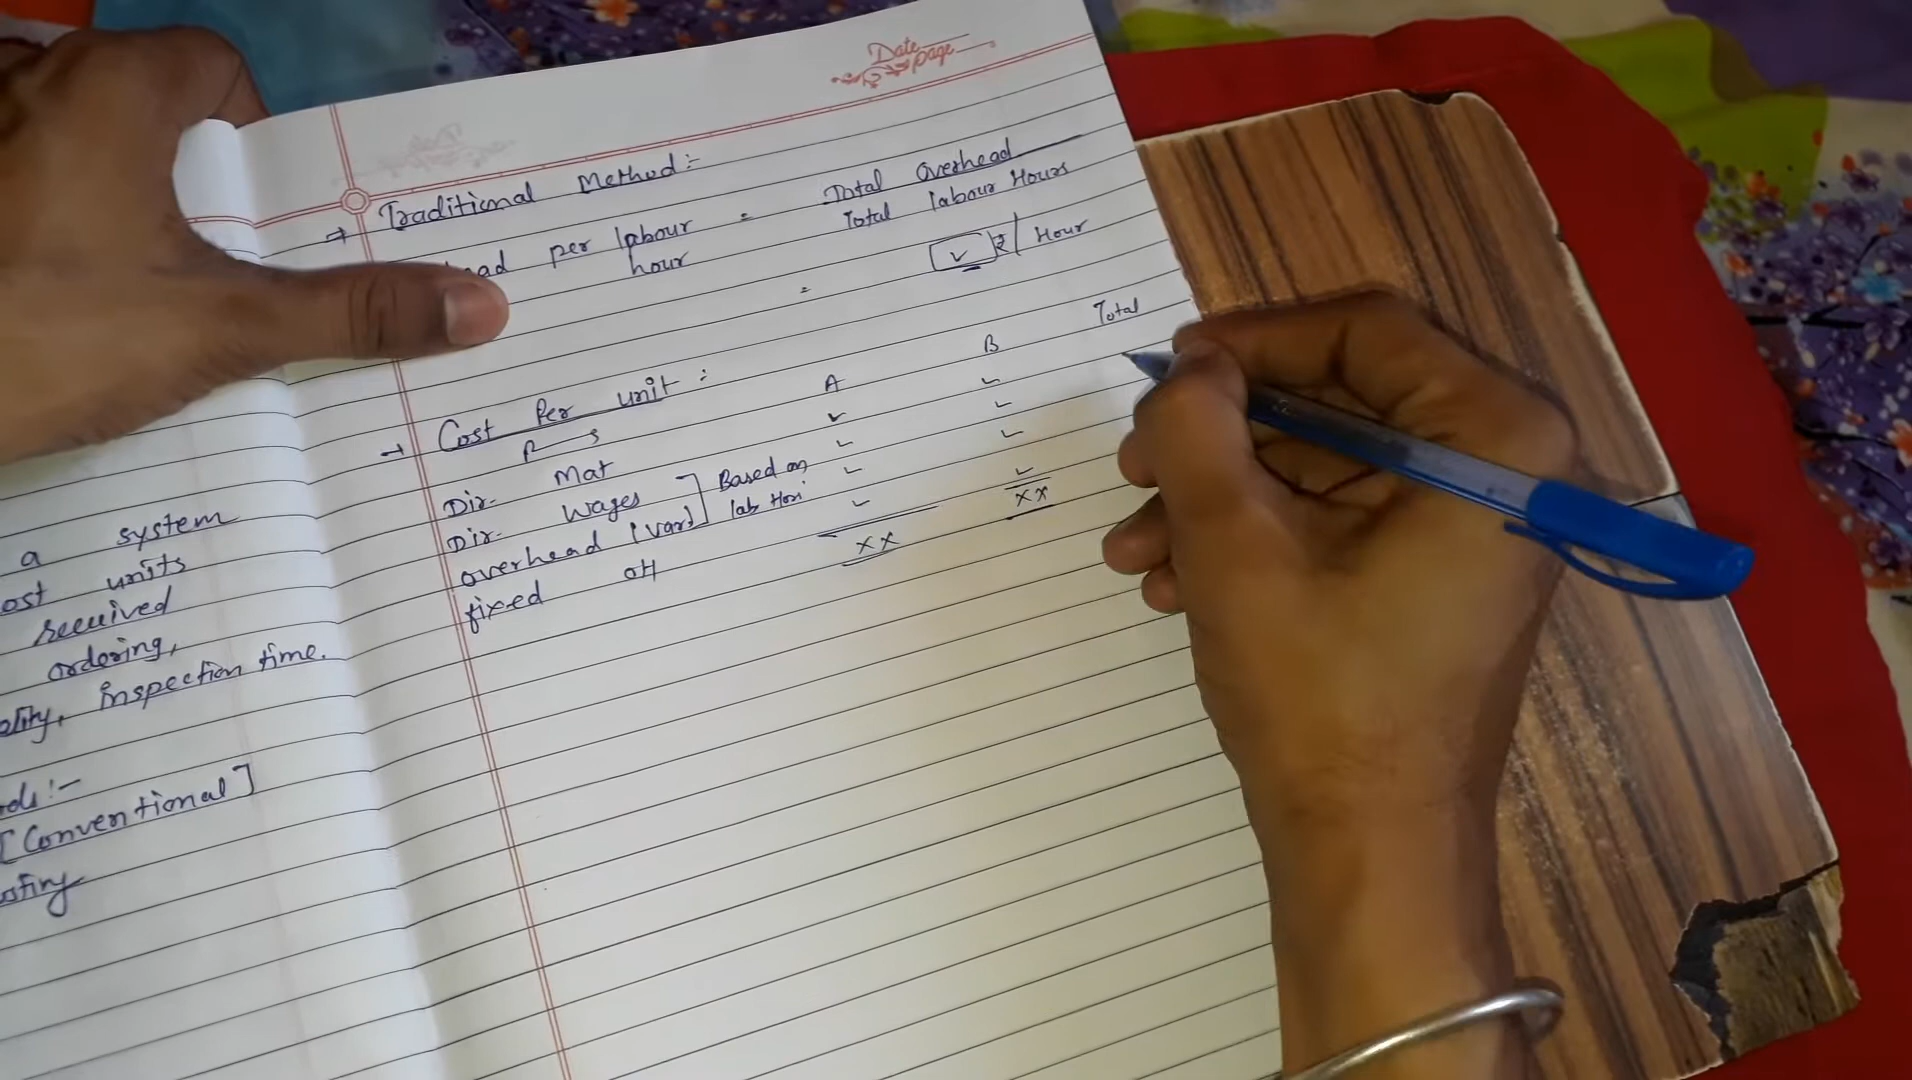 Date
Page
→ Traditional Method :-
per labour hour = Total Overhead
Total labour Hours
= ✓ ₹/ Hour
→ Cost Per unit :
A B Total
Dir. Mat ✓ ✓
Dir. Wages ✓ ✓
overhead (var) ] Based on lab Hori ✓ ✓
fixed OH ✓ ✓
XX XX
a system
units
received
ordering,
inspection time.
[Conventional]